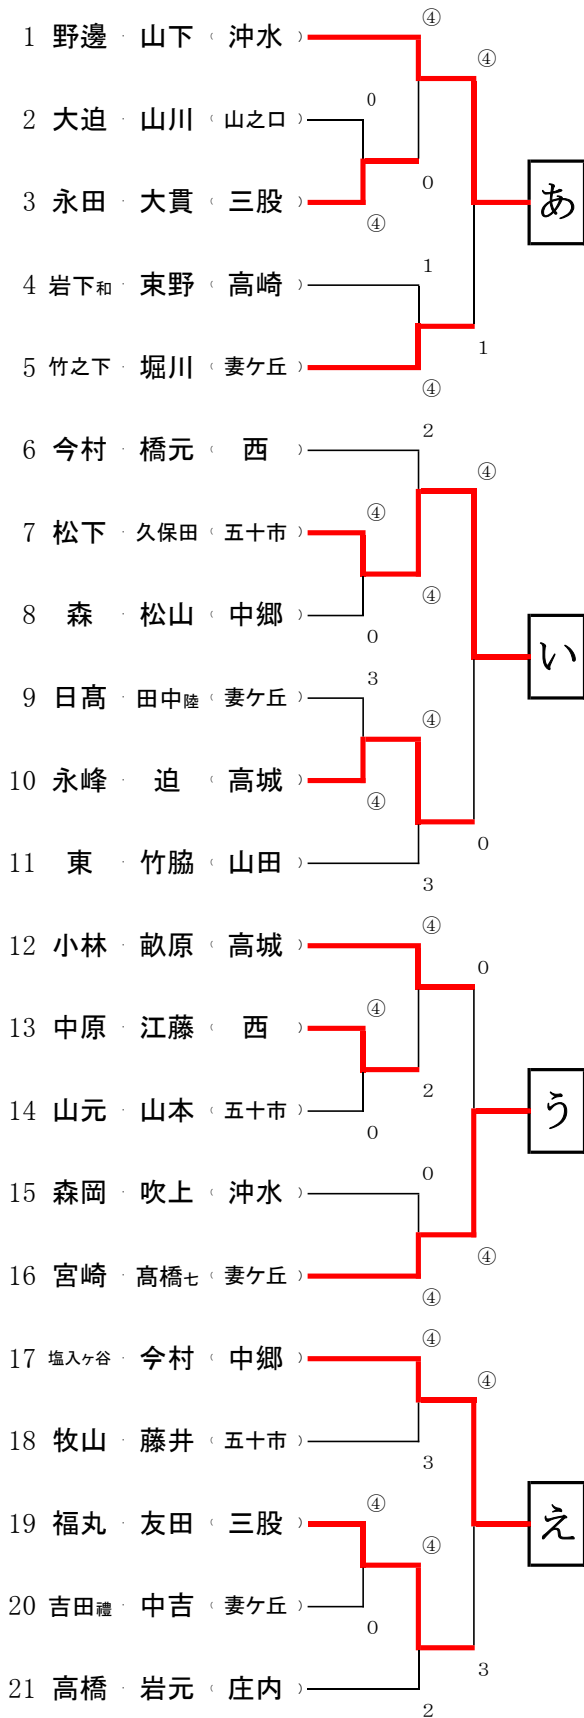 ④
1 野邊 ・ 山下 （ 沖水 ）
④
0
2 大迫 ・ 山川 （ 山之口 ）
0
3 永田 ・ 大貫 （ 三股 ）
あ
④
1
4 岩下和 ・ 東野 （ 高崎 ）
1
5 竹之下 ・ 堀川 （ 妻ケ丘 ）
④
2
6 今村 ・ 橋元 （ 西 ）
④
④
7 松下 ・ 久保田 （ 五十市 ）
④
8 森 ・ 松山 （ 中郷 ）
0
い
3
9 日髙 ・ 田中陸 （ 妻ケ丘 ）
④
10 永峰 ・ 迫 （ 高城 ）
④
0
11 東 ・ 竹脇 （ 山田 ）
3
④
12 小林 ・ 畝原 （ 高城 ）
0
④
13 中原 ・ 江藤 （ 西 ）
2
14 山元 ・ 山本 （ 五十市 ）
う
0
0
15 森岡 ・ 吹上 （ 沖水 ）
④
16 宮崎 ・ 髙橋七 （ 妻ケ丘 ）
④
④
17 塩入ヶ谷 ・ 今村 （ 中郷 ）
④
18 牧山 ・ 藤井 （ 五十市 ）
3
④
19 福丸 ・ 友田 （ 三股 ）
え
④
20 吉田禮 ・ 中吉 （ 妻ケ丘 ）
0
3
21 高橋 ・ 岩元 （ 庄内 ）
2